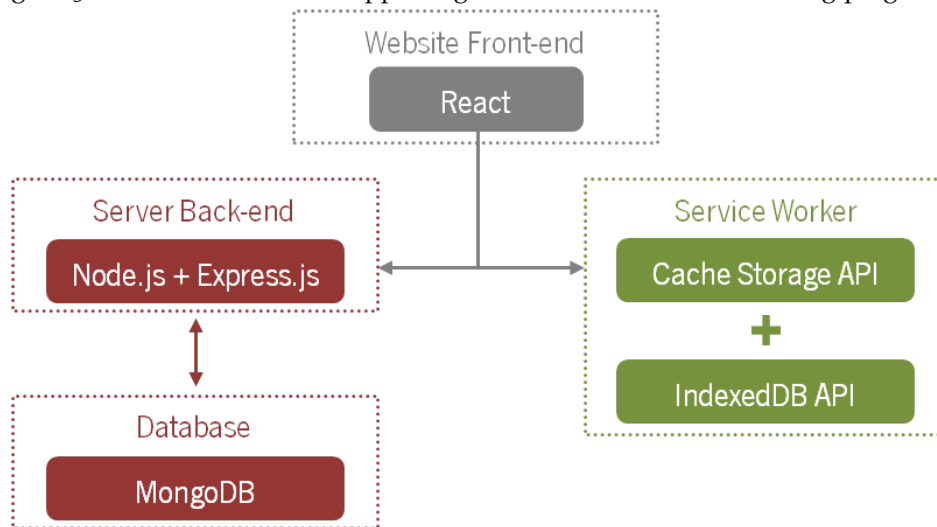 Website Front-end
React
Server Back-end
Node.js + Express.js
Service Worker
Cache Storage API
+
IndexedDB API
Database
MongoDB